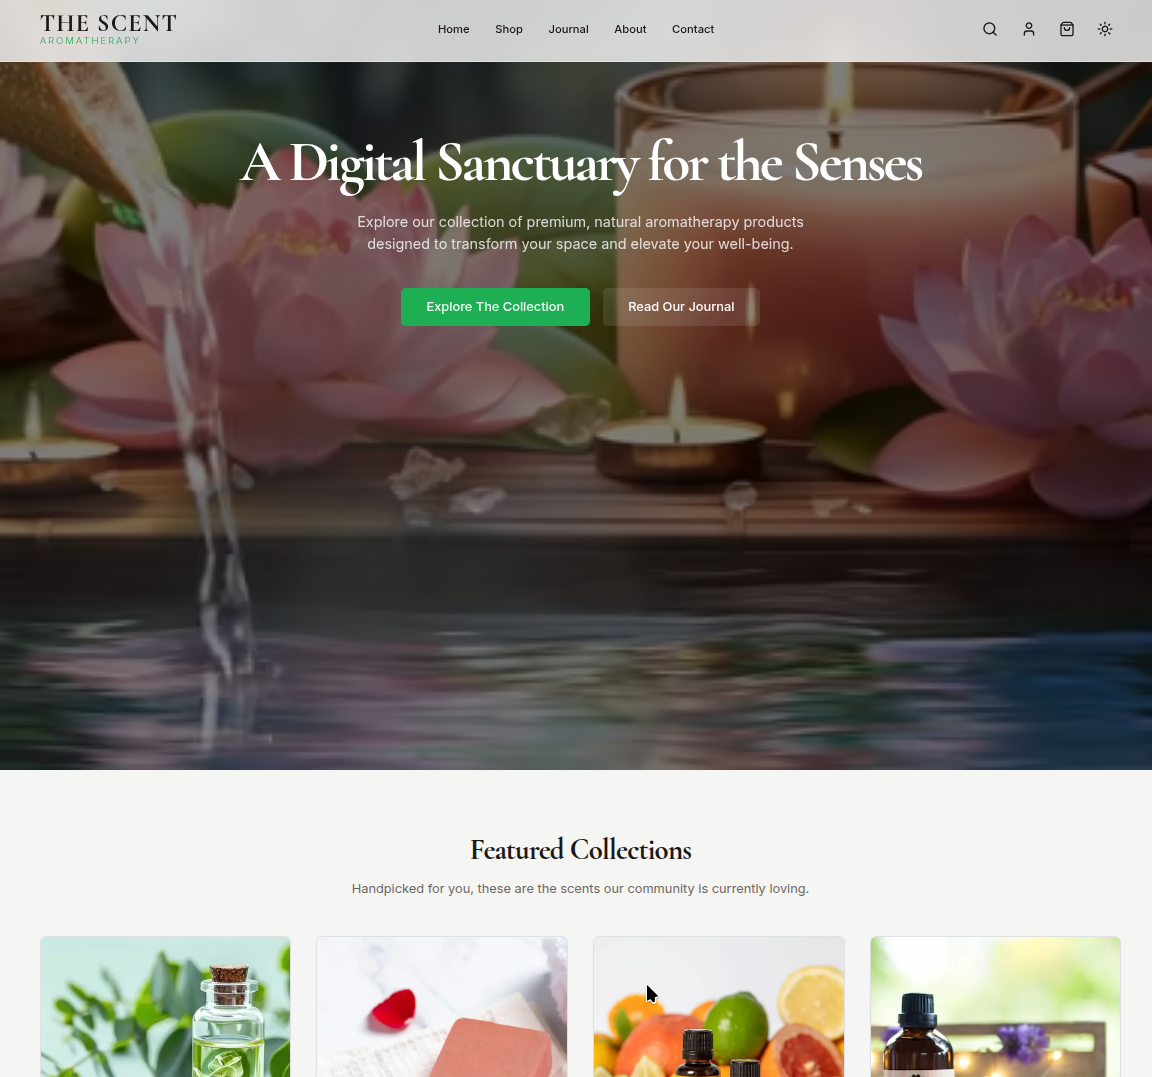 THE SCENT
AROMATHERAPY
Home Shop Journal About Contact
A Digital Sanctuary for the Senses
Explore our collection of premium, natural aromatherapy products
designed to transform your space and elevate your well-being.
Explore The Collection Read Our Journal
Featured Collections
Handpicked for you, these are the scents our community is currently loving.